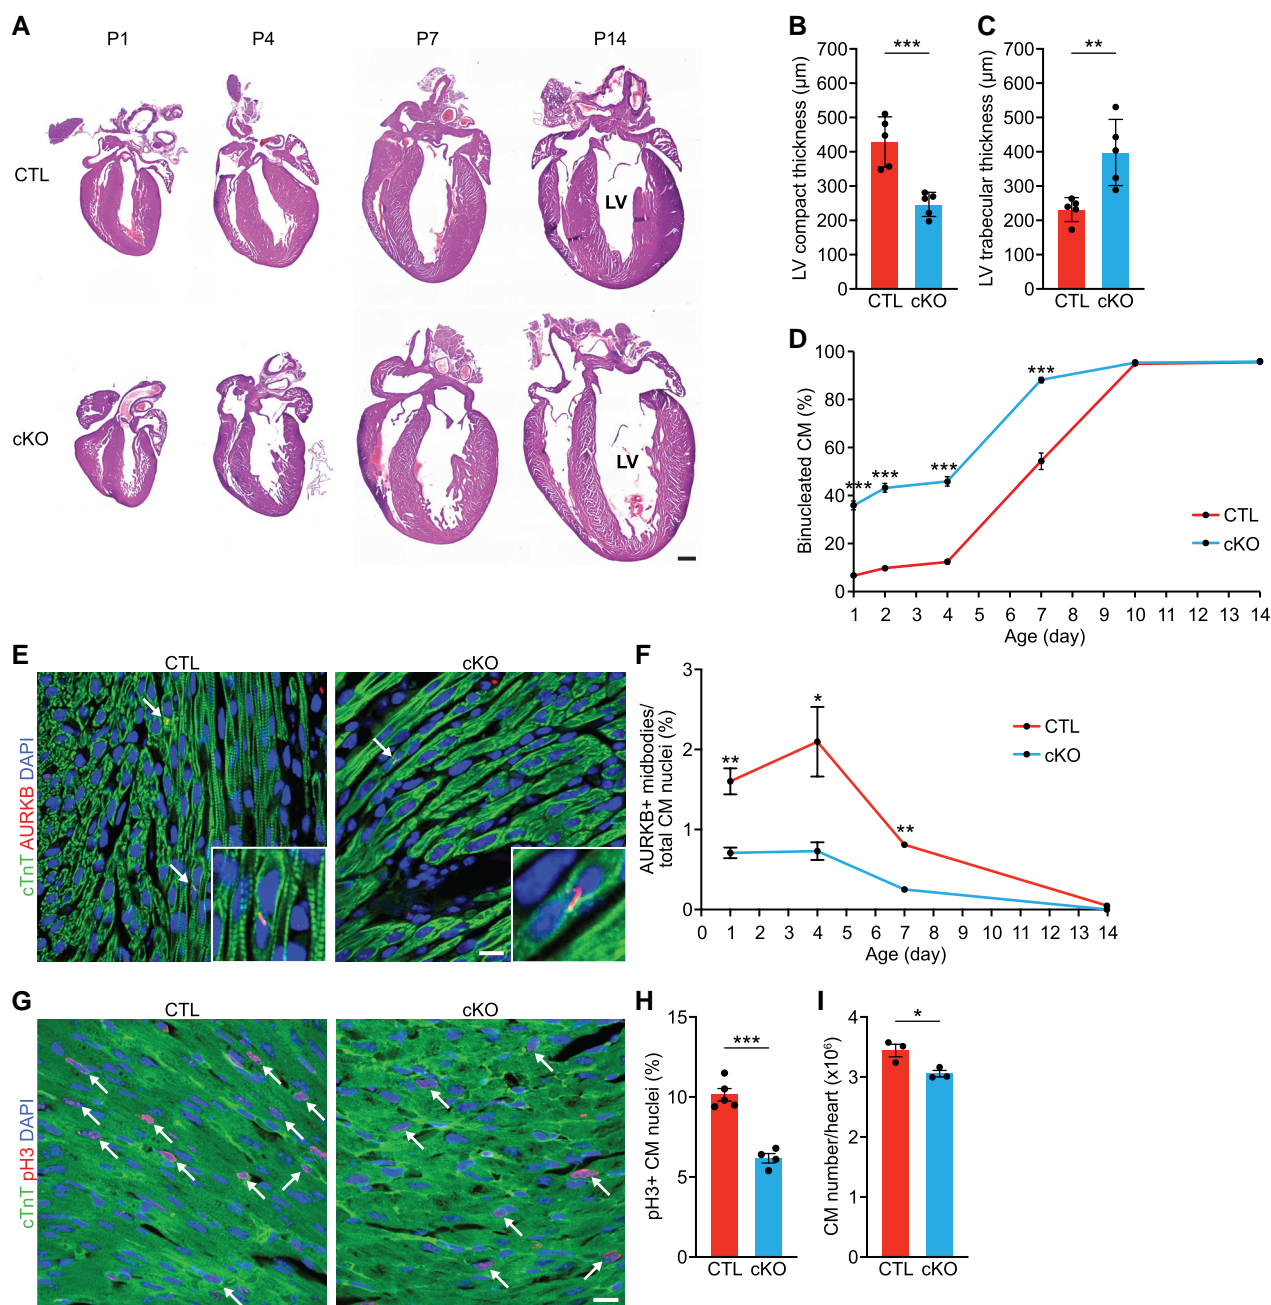 A
P1
P4
P7
P14
CTL
LV
cKO
LV
B
LV compact thickness (µm)
700
600
500
400
300
200
100
0
***
CTL
cKO
C
LV trabecular thickness (µm)
700
600
500
400
300
200
100
0
**
CTL
cKO
D
Binucleated CM (%)
100
80
60
40
20
0
***
***
***
***
CTL
cKO
1 2 3 4 5 6 7 8 9 10 11 12 13 14
Age (day)
E
CTL
cKO
cTnT AURKB DAPI
F
AURKB+ midbodies/
total CM nuclei (%)
3
2
1
0
**
*
**
CTL
cKO
0 1 2 3 4 5 6 7 8 9 10 11 12 13 14
Age (day)
G
CTL
cKO
cTnT pH3 DAPI
H
pH3+ CM nuclei (%)
15
10
5
0
***
CTL
cKO
I
CM number/heart (x10⁶)
4
3
2
1
0
*
CTL
cKO